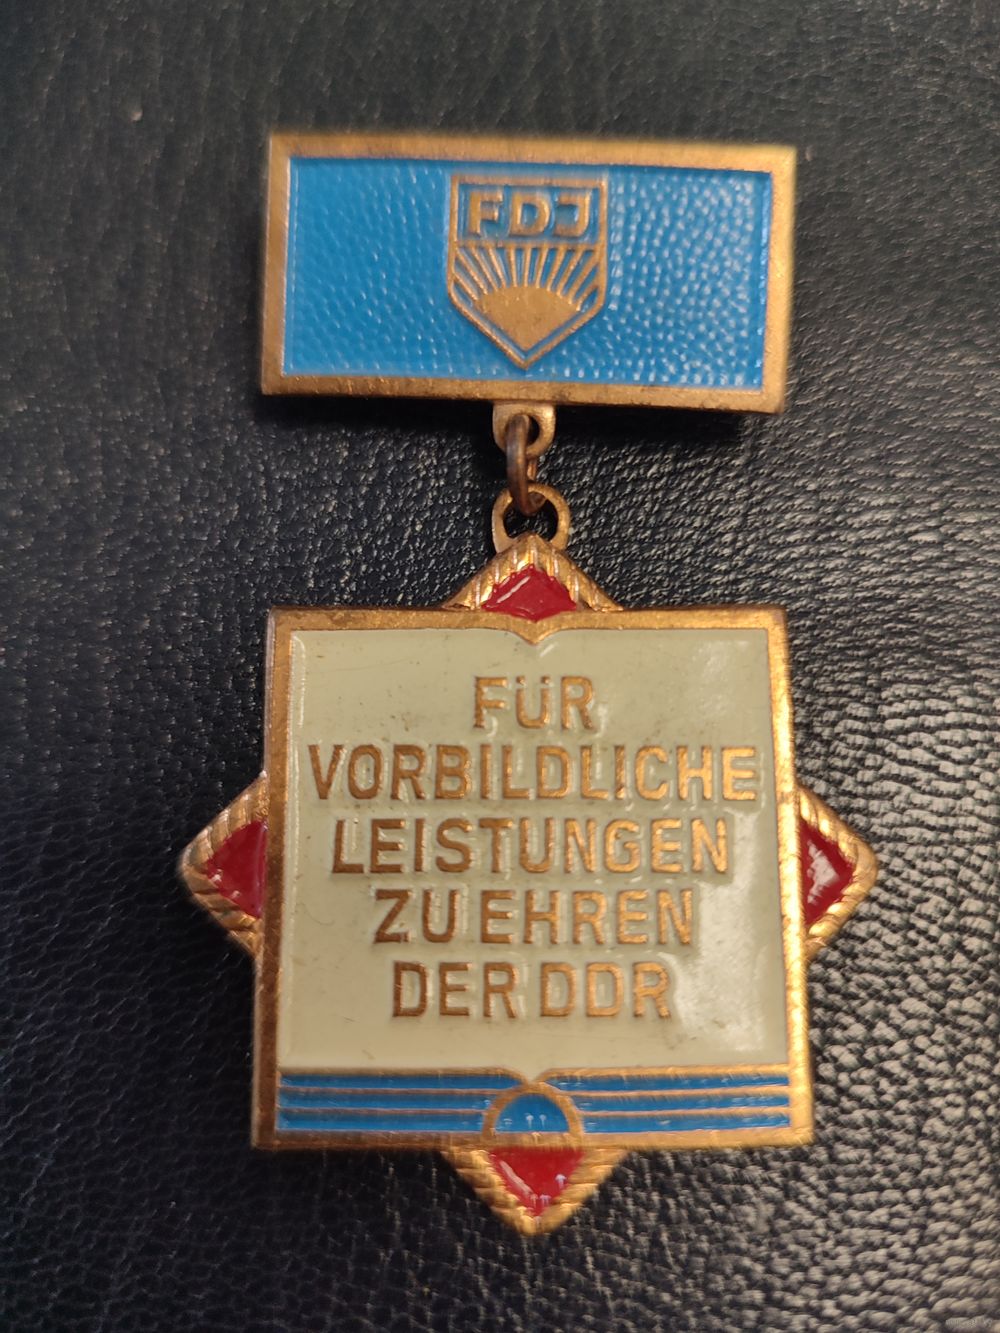 FDJ
FÜR
VORBILDLICHE
LEISTUNGEN
ZU EHREN
DER DDR